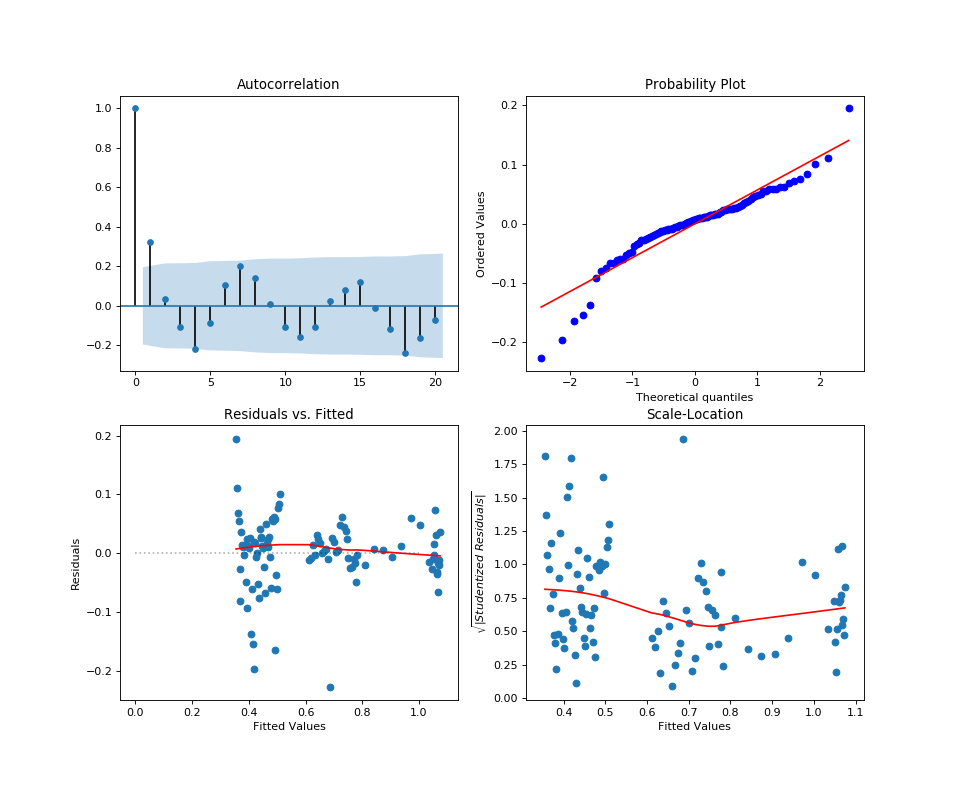 Autocorrelation
1.0
0.8
0.6
0.4
0.2
0.0
−0.2
0 5 10 15 20
Probability Plot
Ordered Values
0.2
0.1
0.0
−0.1
−0.2
−2 −1 0 1 2
Theoretical quantiles
Residuals vs. Fitted
Residuals
0.2
0.1
0.0
−0.1
−0.2
0.0 0.2 0.4 0.6 0.8 1.0
Fitted Values
Scale-Location
√|Studentized Residuals|
2.00
1.75
1.50
1.25
1.00
0.75
0.50
0.25
0.00
0.4 0.5 0.6 0.7 0.8 0.9 1.0 1.1
Fitted Values